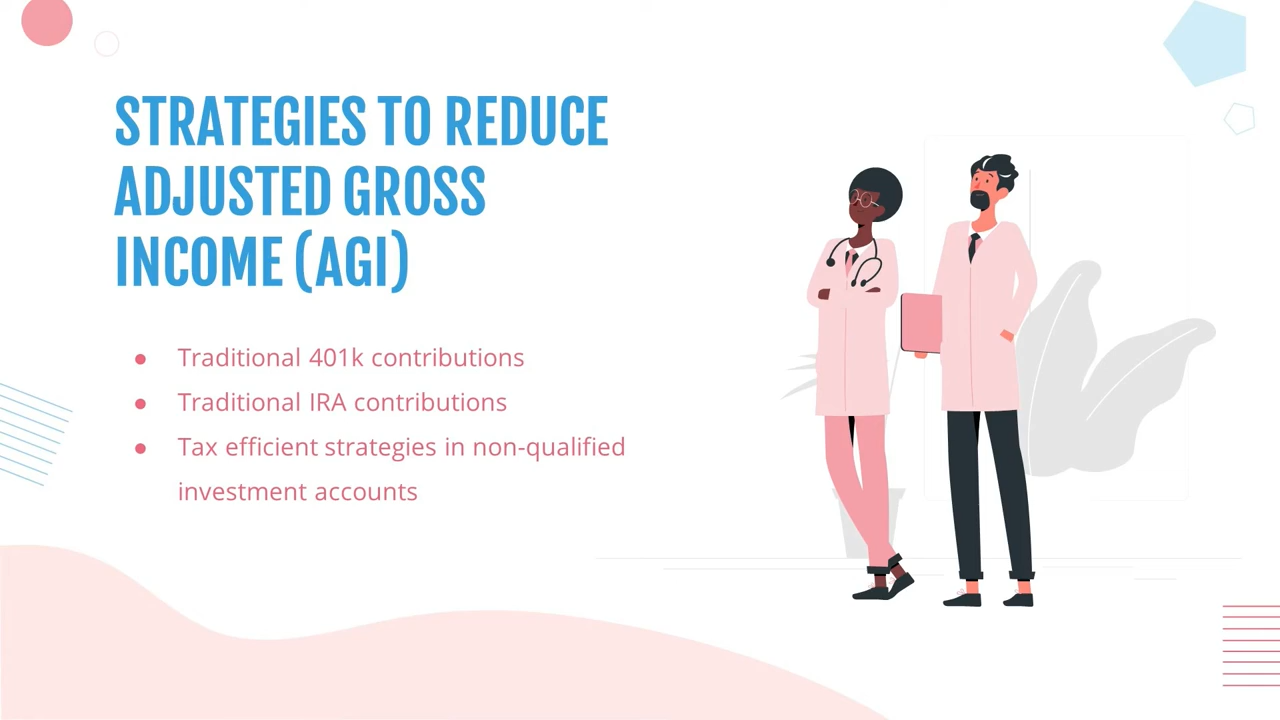 STRATEGIES TO REDUCE
ADJUSTED GROSS
INCOME (AGI)
● Traditional 401k contributions
● Traditional IRA contributions
● Tax efficient strategies in non-qualified
investment accounts